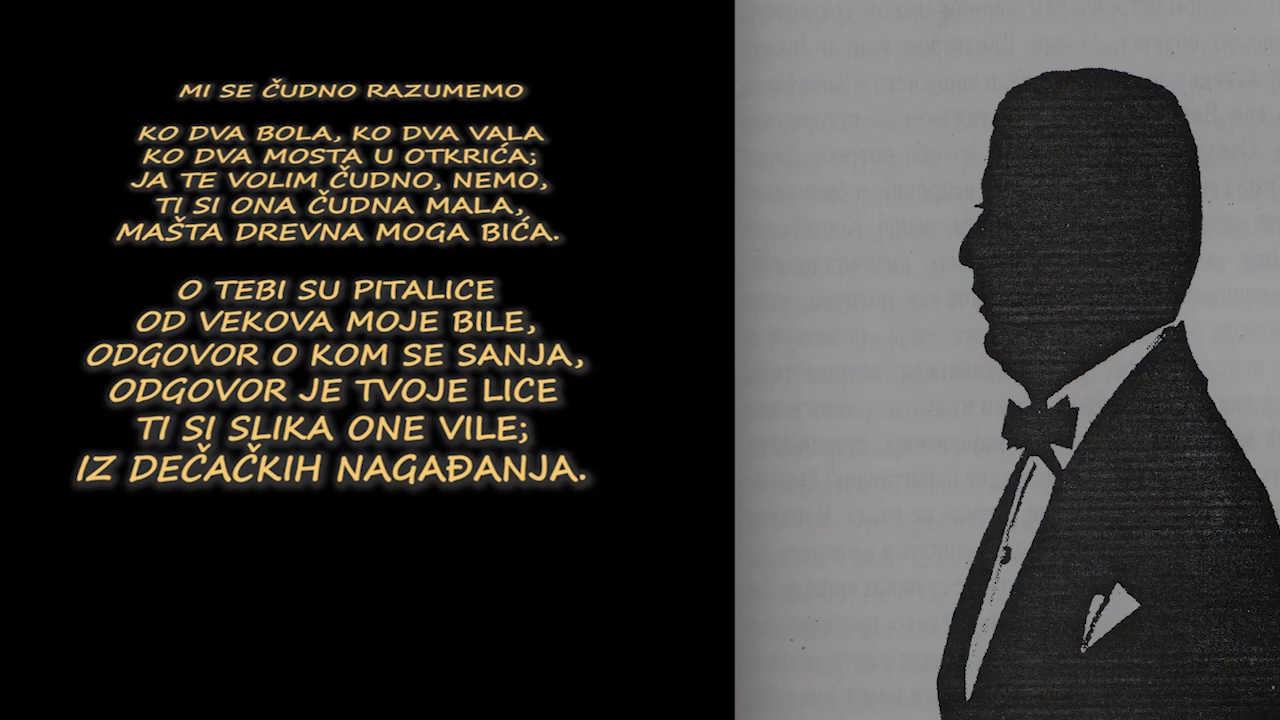 MI SE ČUDNO RAZUMEMO
KO DVA BOLA, KO DVA VALA
KO DVA MOSTA U OTKRIĆA;
JA TE VOLIM ČUDNO, NEMO,
TI SI ONA ČUDNA MALA,
MAŠTA DREVNA MOGA BIĆA.
O TEBI SU PITALICE
OD VEKOVA MOJE BILE,
ODGOVOR O KOM SE SANJA,
ODGOVOR JE TVOJE LICE
TI SI SLIKA ONE VILE;
IZ DEČAČKIH NAGAĐANJA.